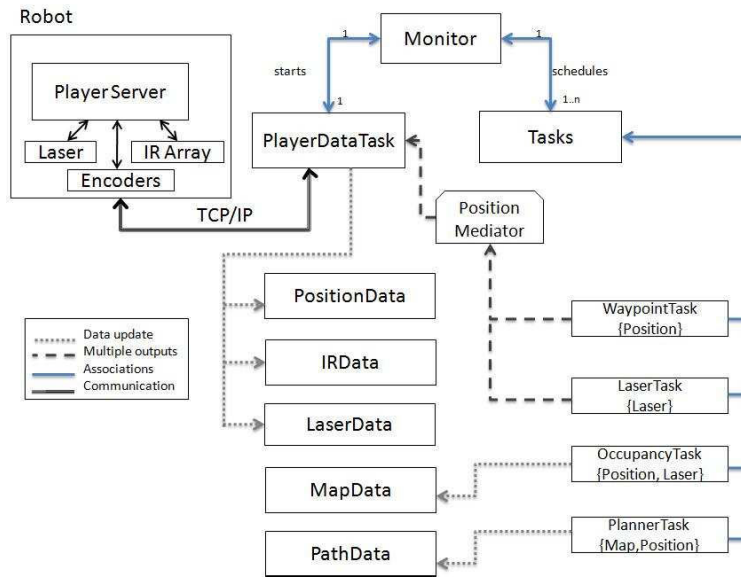 Robot
Player Server
Laser
IR Array
Encoders
TCP/IP
Monitor
1
1
starts
schedules
1
1..n
PlayerDataTask
Tasks
Position
Mediator
PositionData
IRData
LaserData
MapData
PathData
WaypointTask
{Position}
LaserTask
{Laser}
OccupancyTask
{Position, Laser}
PlannerTask
{Map,Position}
Data update
Multiple outputs
Associations
Communication